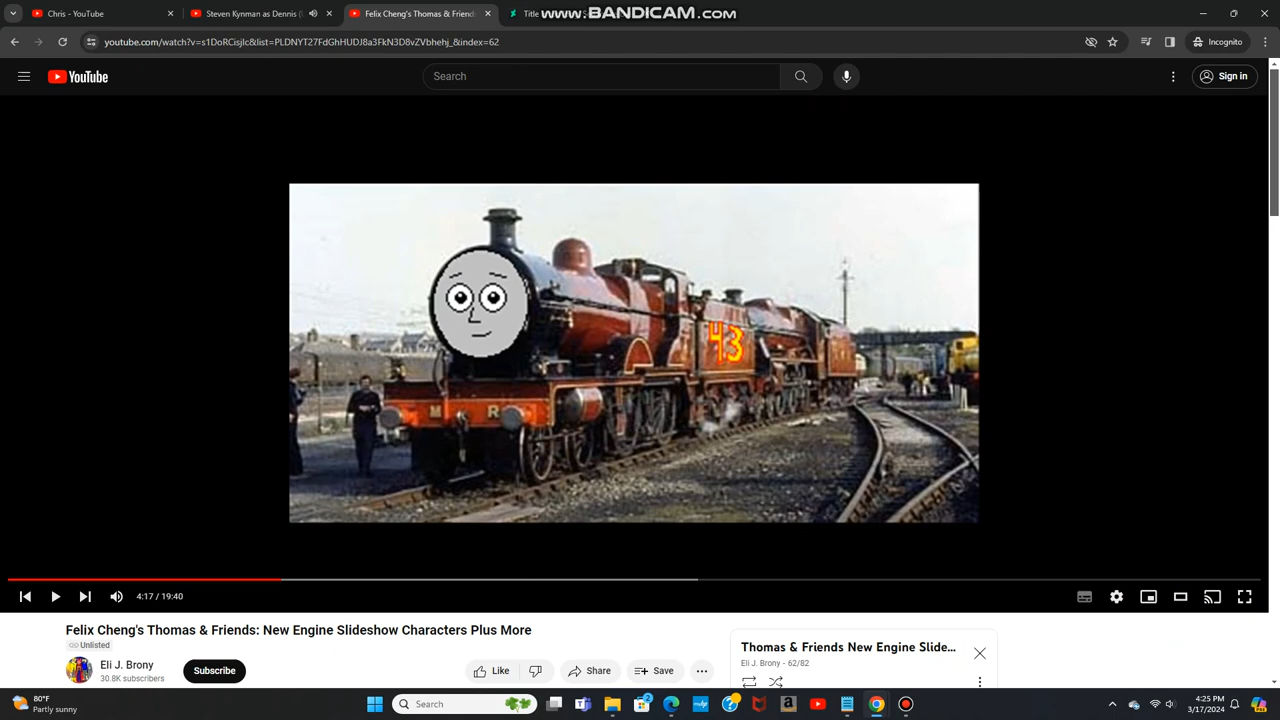 Chris - YouTube
Steven Kynman as Dennis (
Felix Cheng's Thomas & Friend
Title
www.BANDICAM.com
youtube.com/watch?v=s1DoRCisjlc&list=PLDNYT27FdGhHUDJ8a3FkN3D8vZVbhehj_&index=62
Incognito
YouTube
Search
Sign in
M R
43
4:17 / 19:40
Felix Cheng's Thomas & Friends: New Engine Slideshow Characters Plus More
Unlisted
Eli J. Brony
30.8K subscribers
Subscribe
Like
Share
Save
Thomas & Friends New Engine Slide...
Eli J. Brony - 62/82
80°F
Partly sunny
Search
2
4:25 PM
3/17/2024